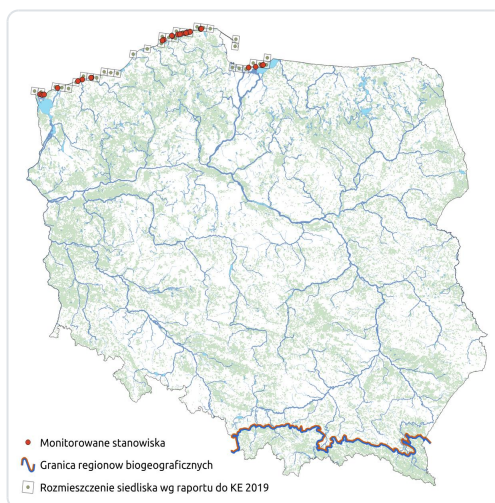 Monitorowane stanowiska
Granica regionow biogeograficznych
Rozmieszczenie siedliska wg raportu do KE 2019